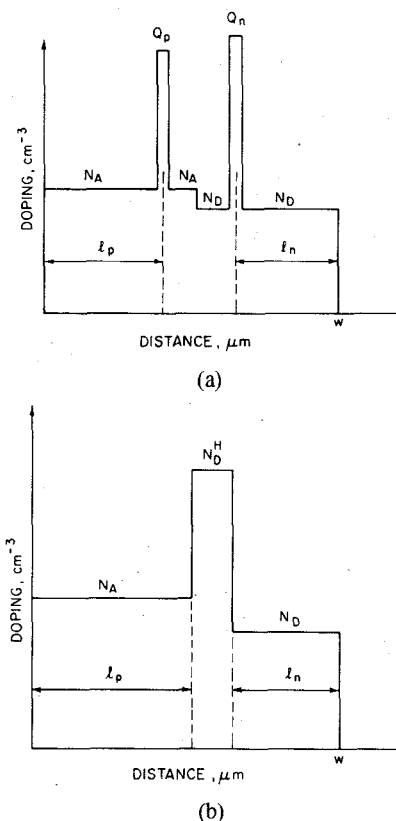 Qp
Qn
DOPING, cm⁻³
NA
NA
ND
ND
ℓp
ℓn
w
DISTANCE, μm
(a)
DOPING, cm⁻³
N_D^H
NA
ND
ℓp
ℓn
w
DISTANCE, μm
(b)